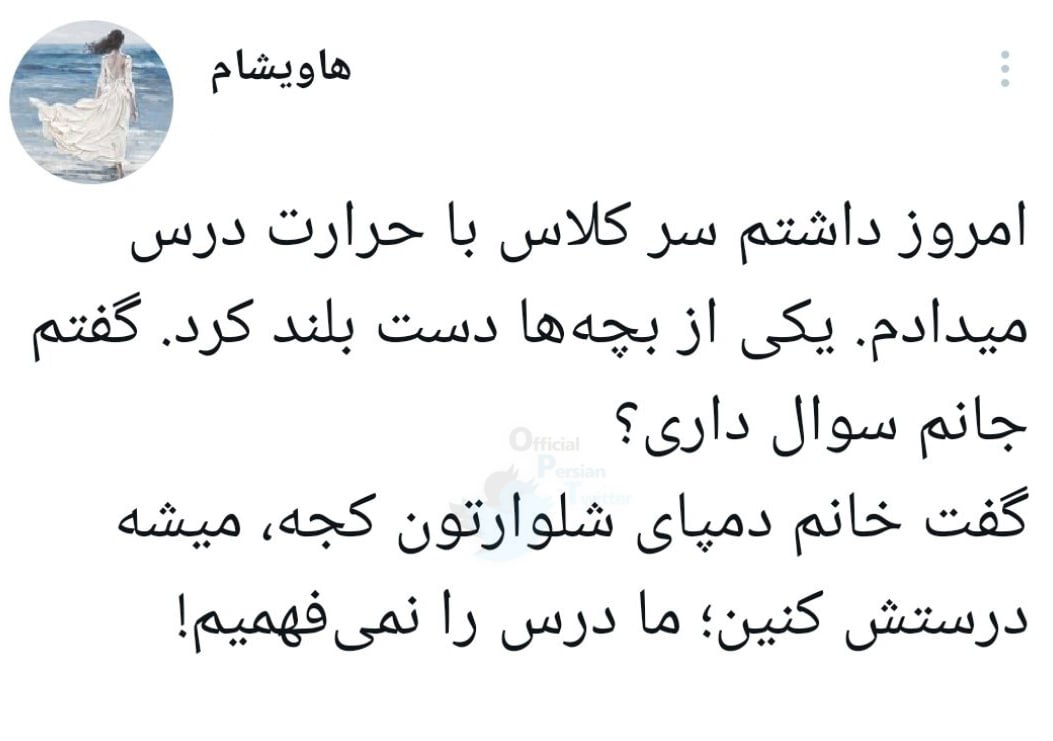 هاویشام
امروز داشتم سر کلاس با حرارت درس
میدادم. یکی از بچه‌ها دست بلند کرد. گفتم
جانم سوال داری؟
Official
Persian
Twitter
گفت خانم دمپای شلوارتون کجه، میشه
درستش کنین؛ ما درس را نمی‌فهمیم!